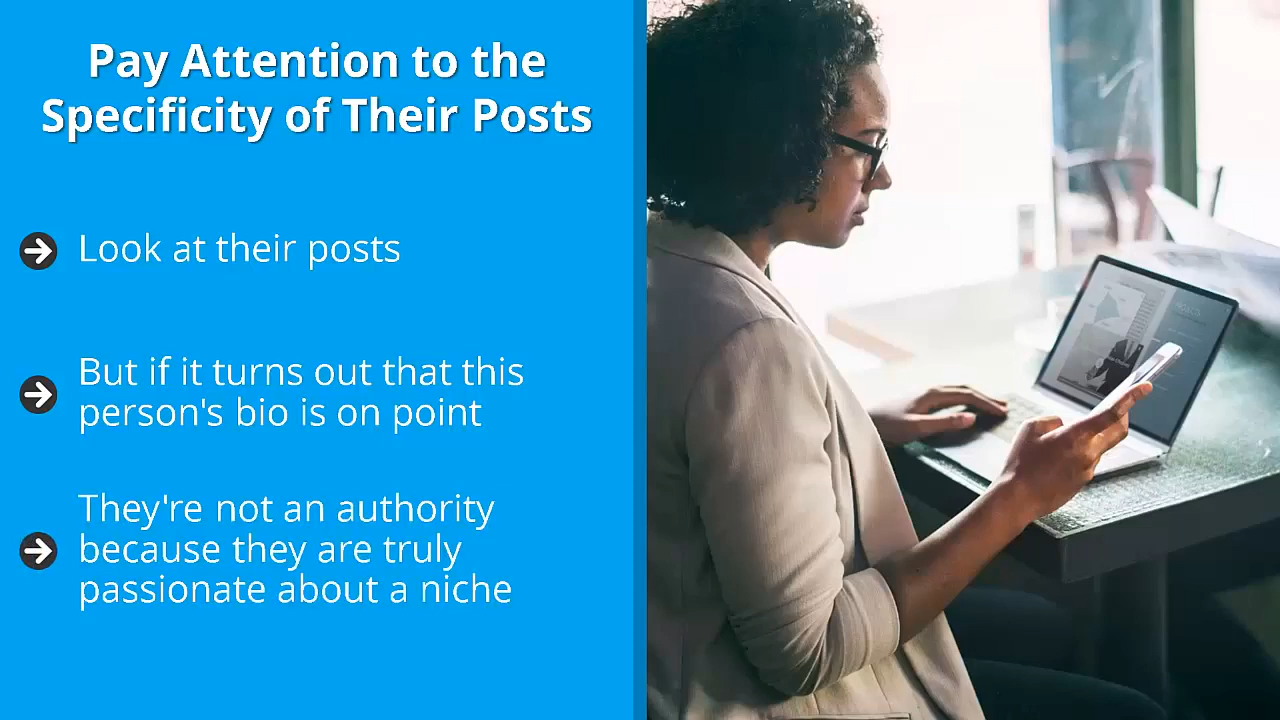 Pay Attention to the
Specificity of Their Posts
Look at their posts
But if it turns out that this
person's bio is on point
They're not an authority
because they are truly
passionate about a niche